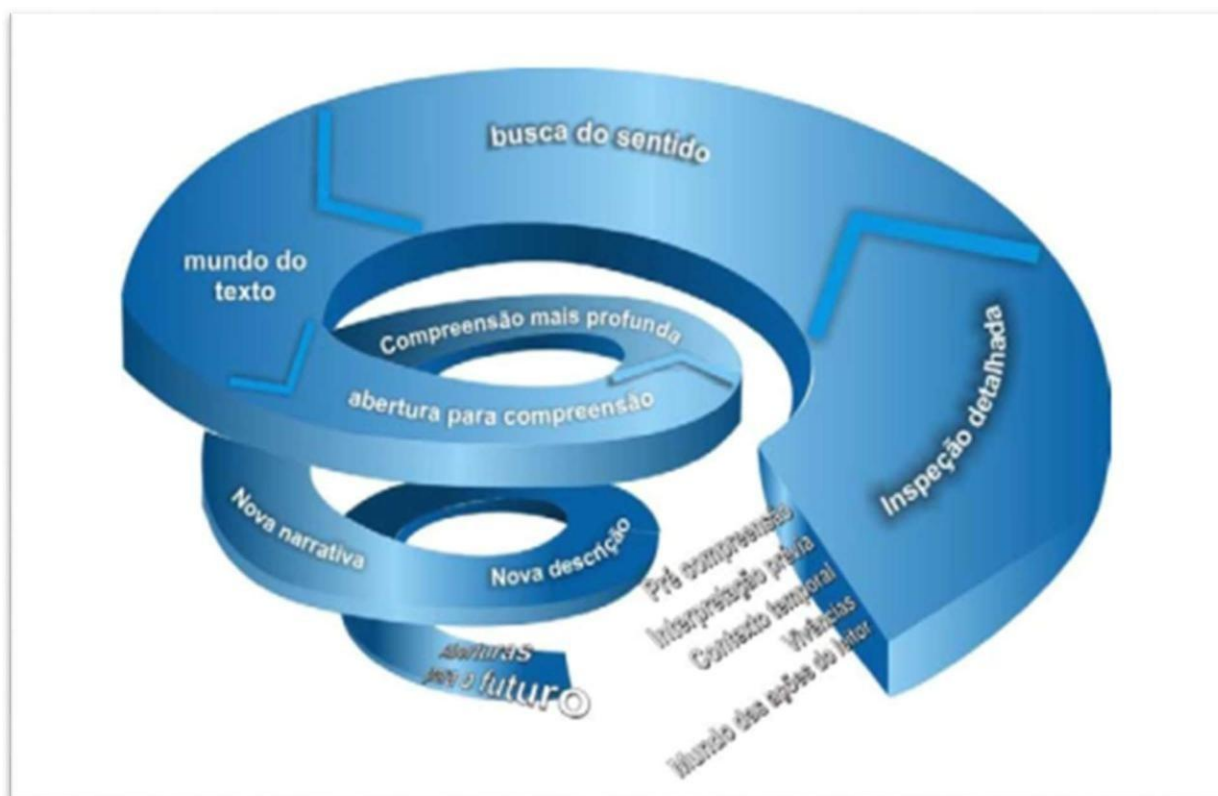 Pré compreensão
Interpretação prévia
Contexto temporal
Vivências
Mundo das ações do leitor
Inspeção detalhada
busca do sentido
mundo do
texto
abertura para compreensão
Compreensão mais profunda
Nova narrativa
Nova descrição
Aberturas
para o futuro